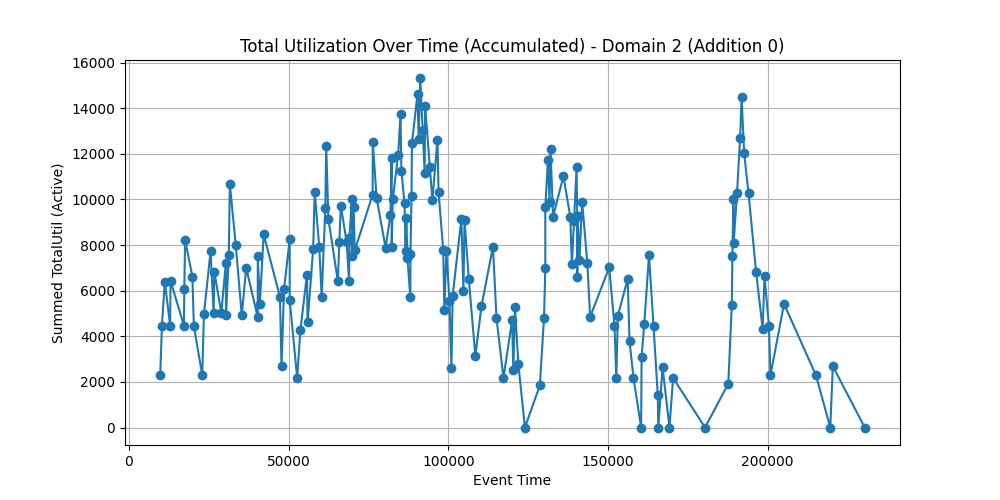 Total Utilization Over Time (Accumulated) - Domain 2 (Addition 0)
Summed TotalUtil (Active)
16000
14000
12000
10000
8000
6000
4000
2000
0
0 50000 100000 150000 200000
Event Time